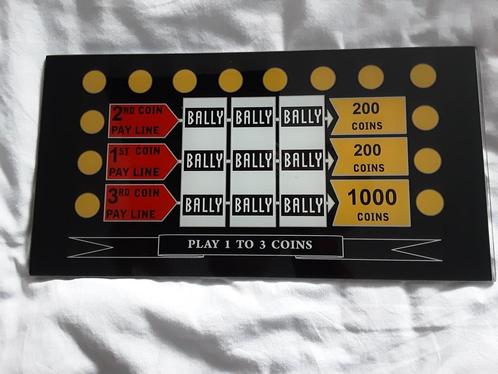 2ND COIN
PAY LINE
BALLY BALLY BALLY
200
COINS
1ST COIN
PAY LINE
BALLY BALLY BALLY
200
COINS
3RD COIN
PAY LINE
BALLY BALLY BALLY
1000
COINS
PLAY 1 TO 3 COINS